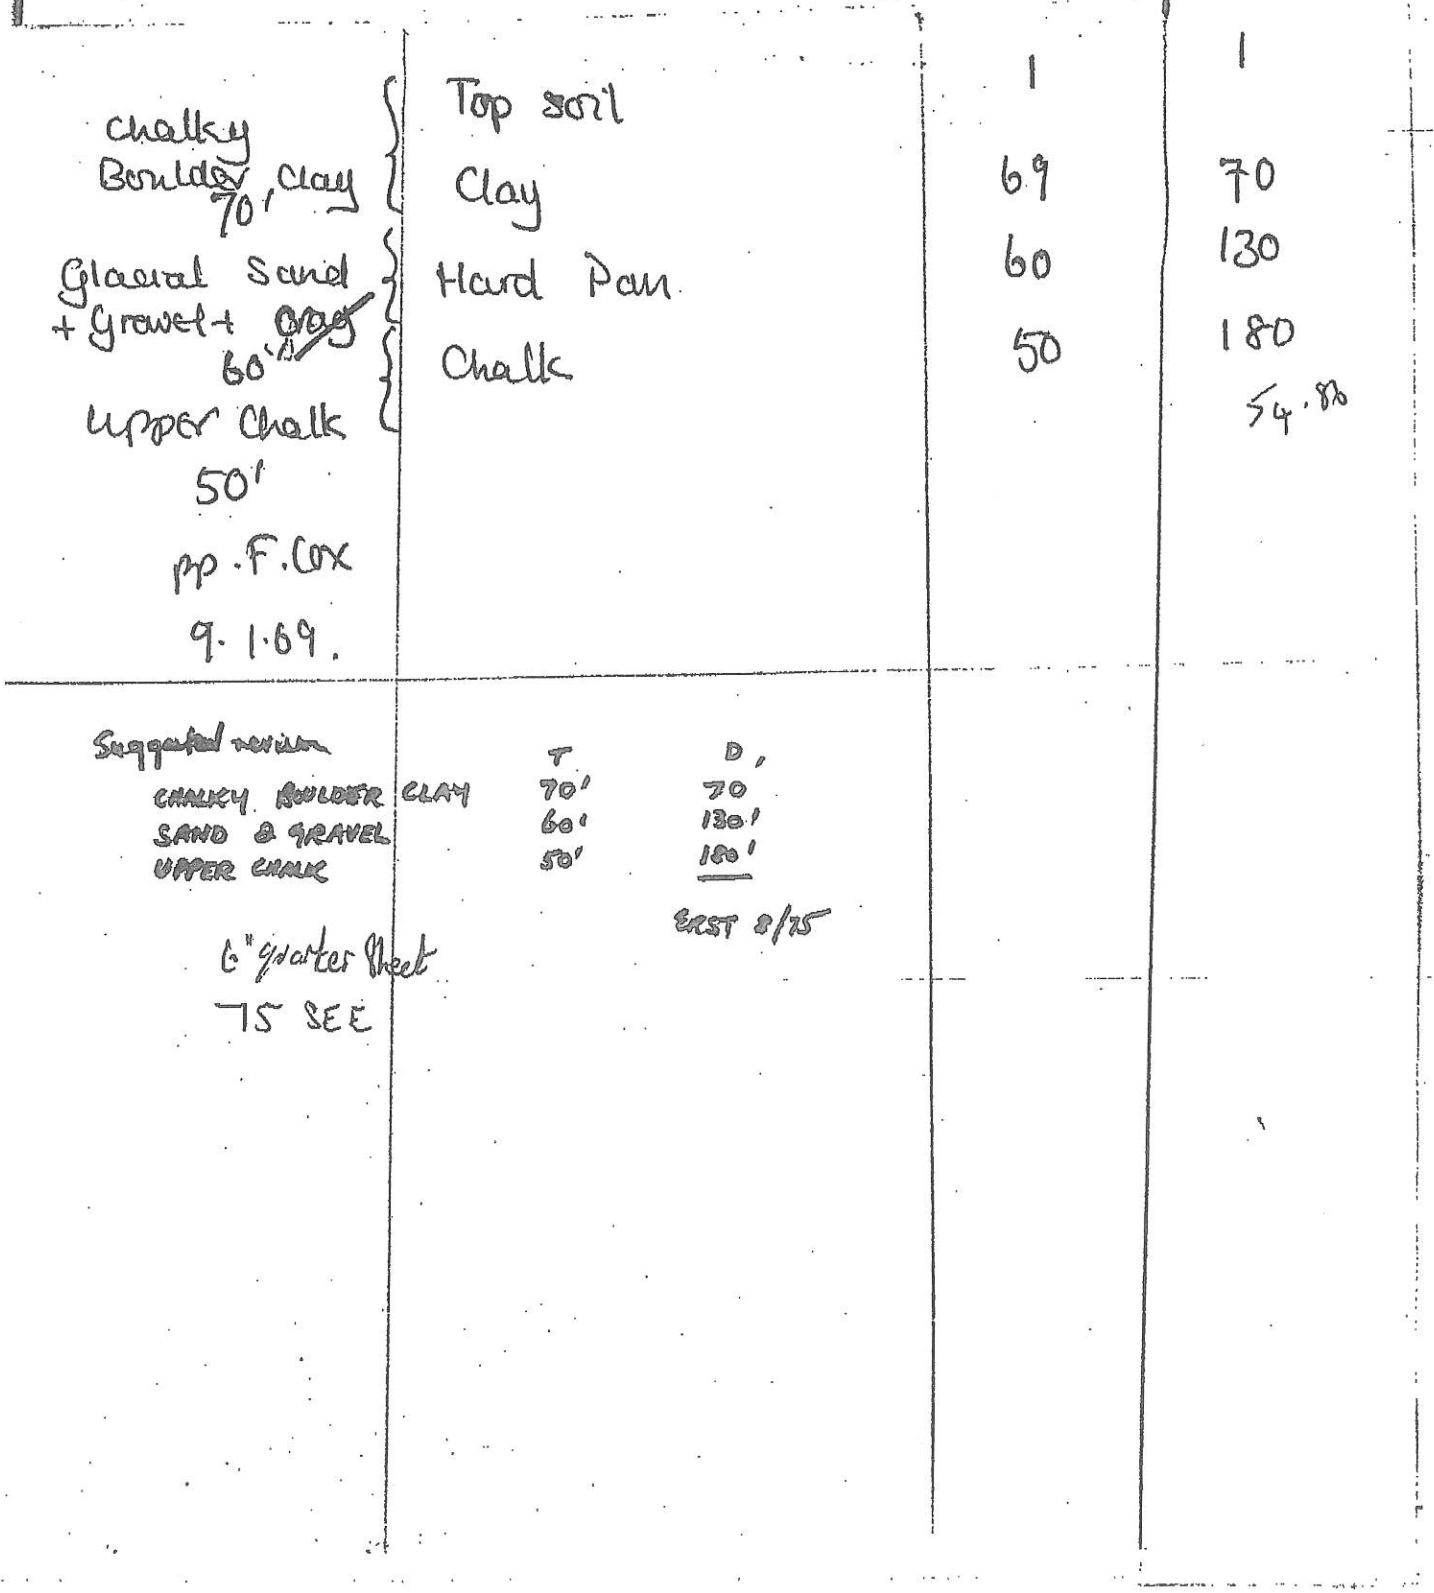 Top soil 1 1
Chalky
Boulder Clay Clay 69 70
70'
Glacial Sand Hard Pan. 60 130
+ Gravel + Crag
60'
Chalk 50 180
Upper Chalk 54.86
50'
pp. F. Cox
9.1.69.
Suggested revision T D,
CHALKY BOULDER CLAY 70' 70
SAND & GRAVEL 60' 130'
UPPER CHALK 50' 180'
8/75
6" quarter Sheet
75 SEE